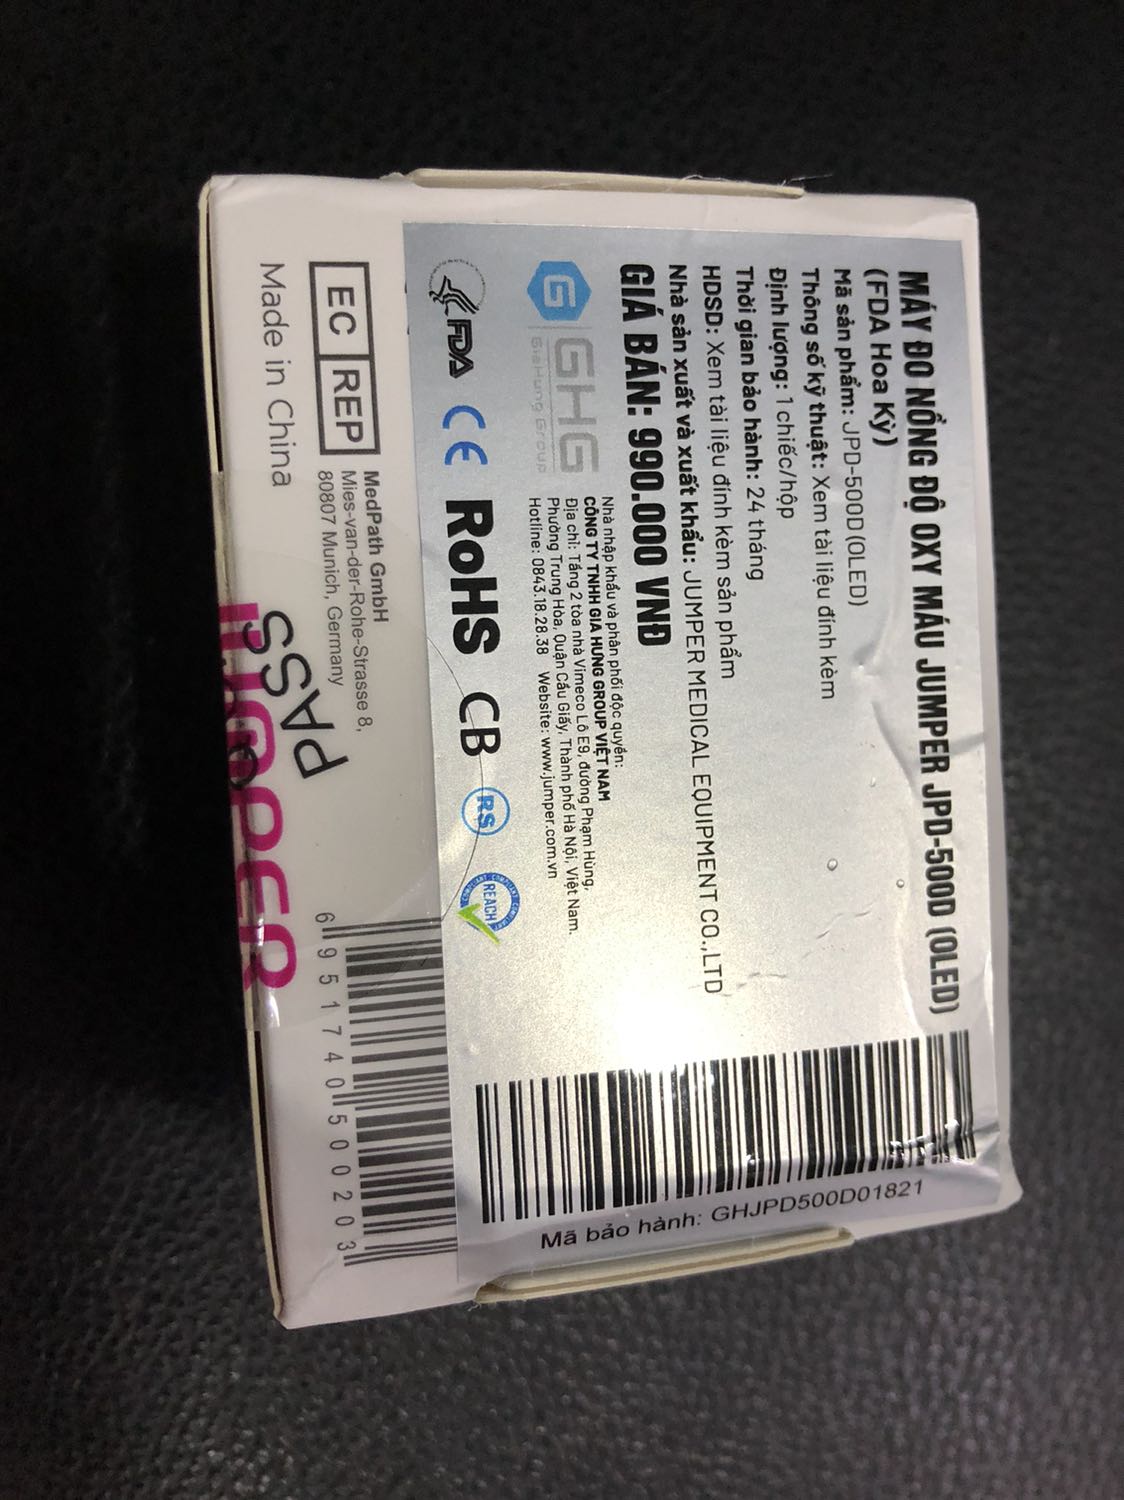 MÁY ĐO NỒNG ĐỘ OXY MÁU JUMPER JPD-500D (OLED)
(FDA Hoa Kỳ)
Mã sản phẩm: JPD-500D (OLED)
Thông số kỹ thuật: Xem tài liệu đính kèm
Định lượng: 1 chiếc/hộp
Thời gian bảo hành: 24 tháng
HDSD: Xem tài liệu đính kèm sản phẩm
Nhà sản xuất và xuất khẩu: JUMPER MEDICAL EQUIPMENT CO.,LTD
GIÁ BÁN: 990.000 VNĐ
G GHG
GiaHung Group
Nhà nhập khẩu và phân phối độc quyền:
CÔNG TY TNHH GIA HUNG GROUP VIỆT NAM
Địa chỉ: Tầng 2 tòa nhà Vimeco Lô E9, đường Phạm Hùng,
Phường Trung Hòa, Quận Cầu Giấy, Thành phố Hà Nội, Việt Nam.
Hotline: 0843.18.28.38 Website: www.jumper.com.vn
FDA CE RoHS CB RS REACH
Mã bảo hành: GHJPD500D01821
EC REP
MedPath GmbH
Mies-van-der-Rohe-Strasse 8,
80807 Munich, Germany
Made in China
PASS
6 951740 500203